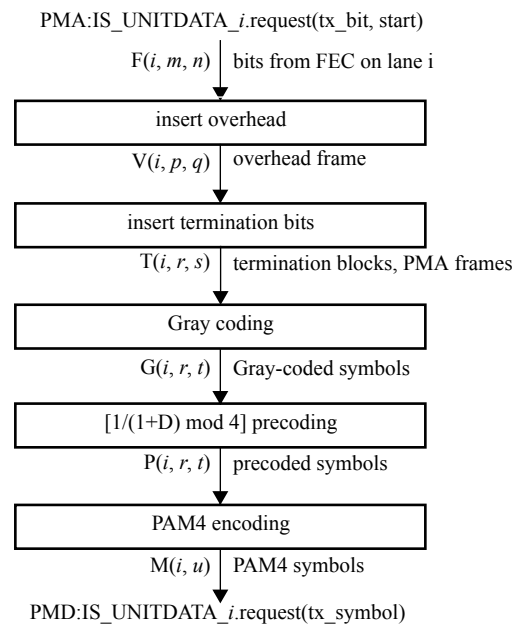 PMA:IS_UNITDATA_i.request(tx_bit, start)
F(i, m, n) bits from FEC on lane i
insert overhead
V(i, p, q) overhead frame
insert termination bits
T(i, r, s) termination blocks, PMA frames
Gray coding
G(i, r, t) Gray-coded symbols
[1/(1+D) mod 4] precoding
P(i, r, t) precoded symbols
PAM4 encoding
M(i, u) PAM4 symbols
PMD:IS_UNITDATA_i.request(tx_symbol)